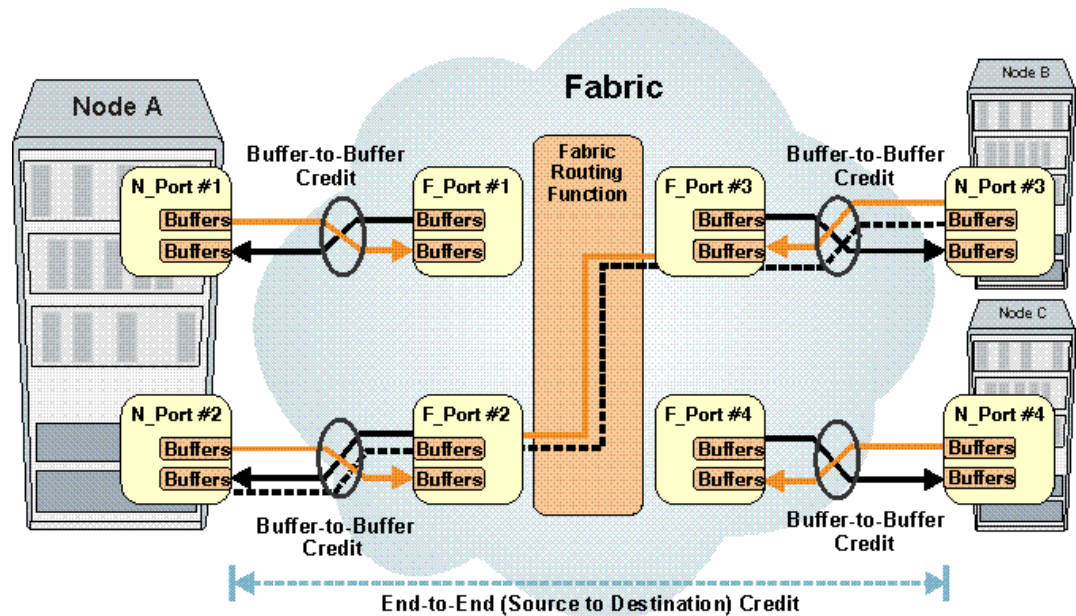 Fabric
Node A
Node B
Buffer-to-Buffer
Credit
Fabric
Routing
Function
Buffer-to-Buffer
Credit
N_Port #1
Buffers
Buffers
F_Port #1
Buffers
Buffers
F_Port #3
Buffers
Buffers
N_Port #3
Buffers
Buffers
Node C
N_Port #2
Buffers
Buffers
F_Port #2
Buffers
Buffers
F_Port #4
Buffers
Buffers
N_Port #4
Buffers
Buffers
Buffer-to-Buffer
Credit
Buffer-to-Buffer
Credit
End-to-End (Source to Destination) Credit